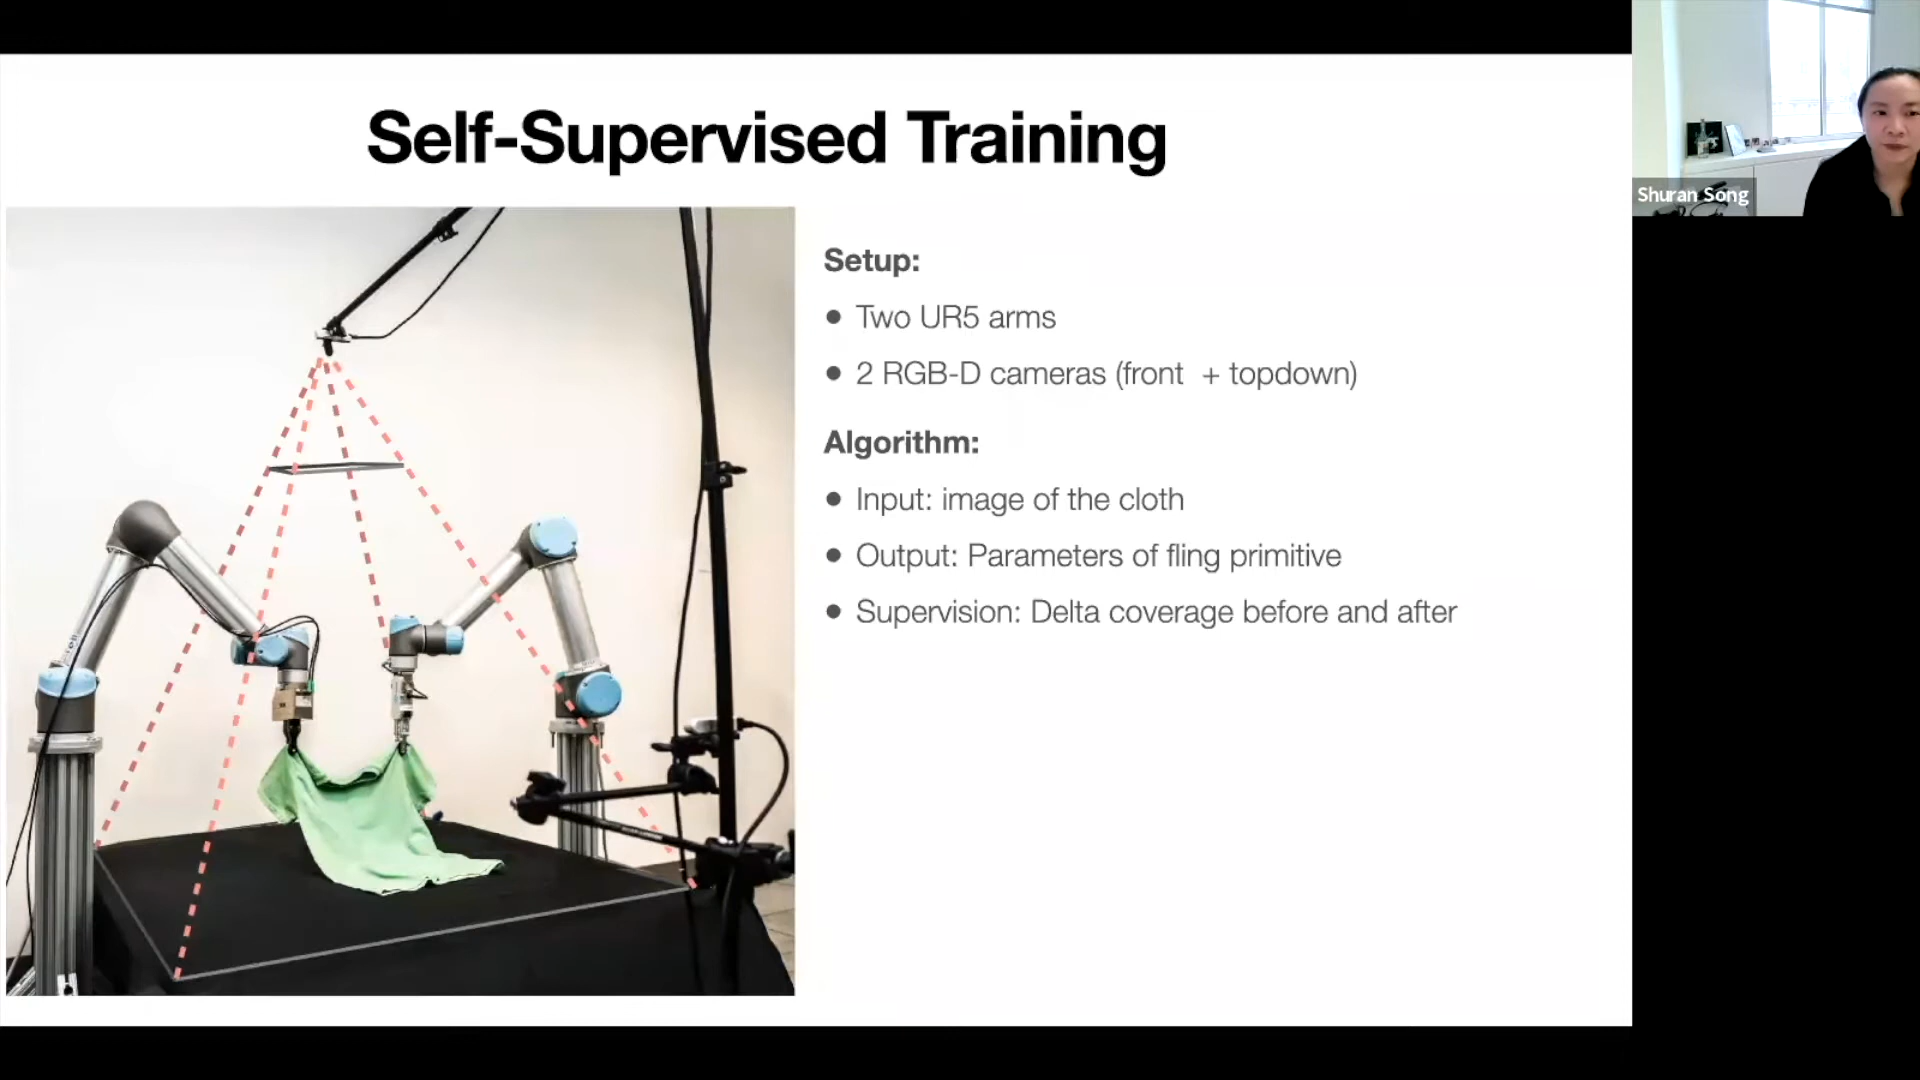 Self-Supervised Training
Shuran Song
Setup:
● Two UR5 arms
● 2 RGB-D cameras (front + topdown)
Algorithm:
● Input: image of the cloth
● Output: Parameters of fling primitive
● Supervision: Delta coverage before and after